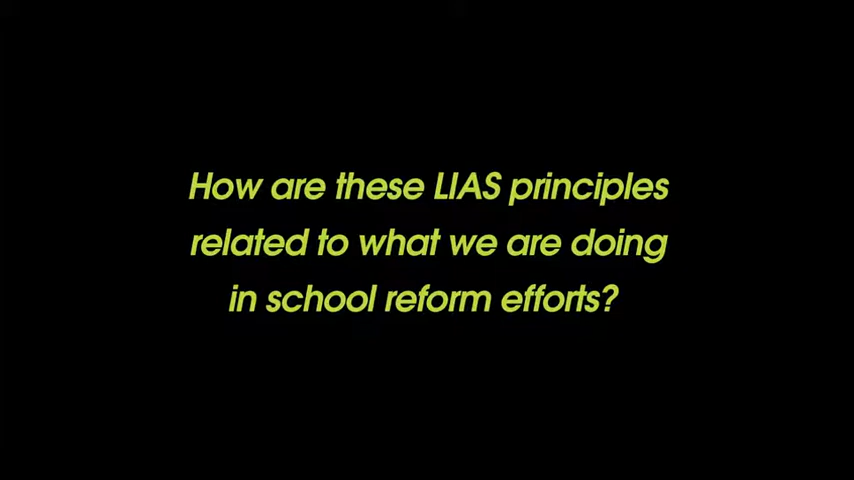 How are these LIAS principles
related to what we are doing
in school reform efforts?